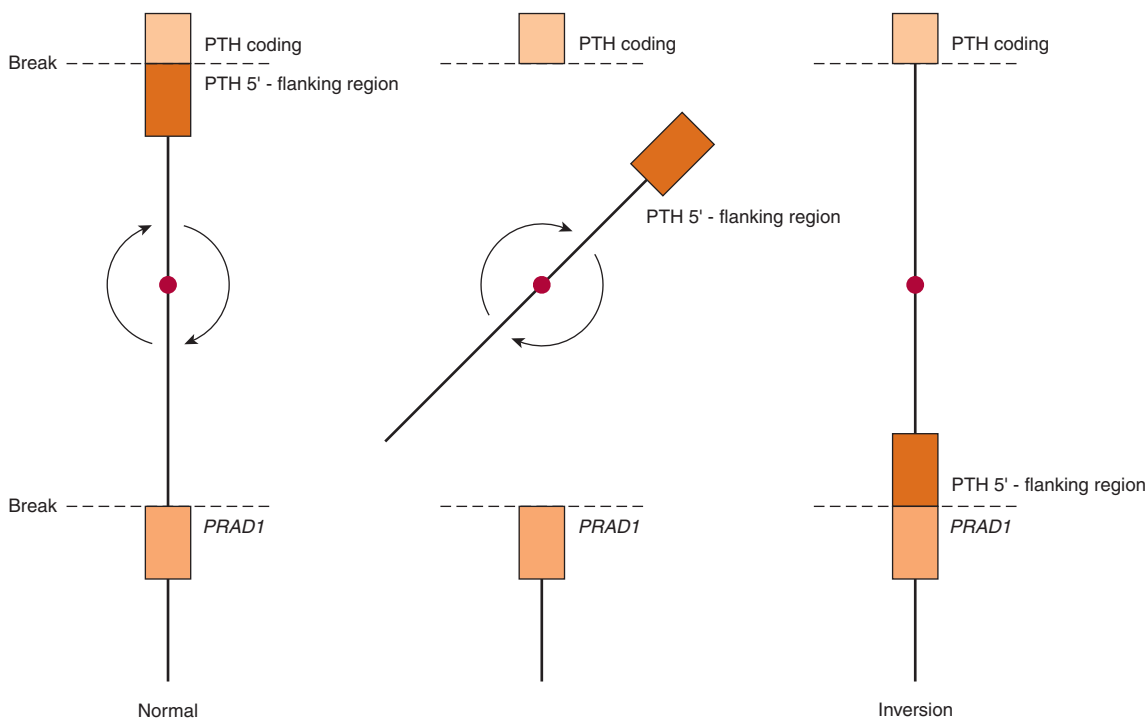 PTH coding
Break
PTH 5' - flanking region
Break
PRAD1
Normal
PTH coding
PTH 5' - flanking region
PRAD1
PTH coding
PTH 5' - flanking region
PRAD1
Inversion